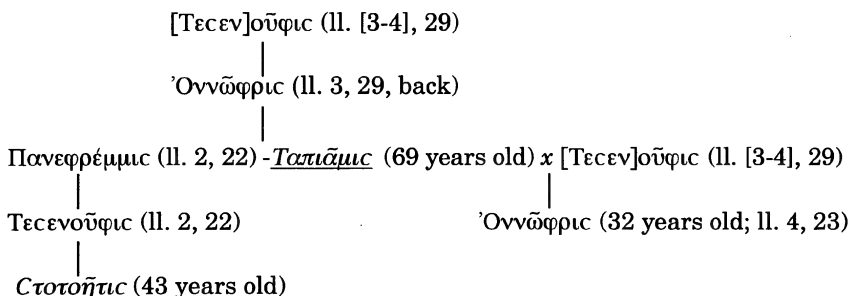 [Τεϲεν]οῦφιϲ (ll. [3-4], 29)
Ὀννῶφριϲ (ll. 3, 29, back)
Πανεφρέμμιϲ (ll. 2, 22) - Ταπιᾶμιϲ (69 years old) x [Τεϲεν]οῦφιϲ (ll. [3-4], 29)
Τεϲενοῦφιϲ (ll. 2, 22) Ὀννῶφριϲ (32 years old; ll. 4, 23)
Ϲτοτοῆτιϲ (43 years old)